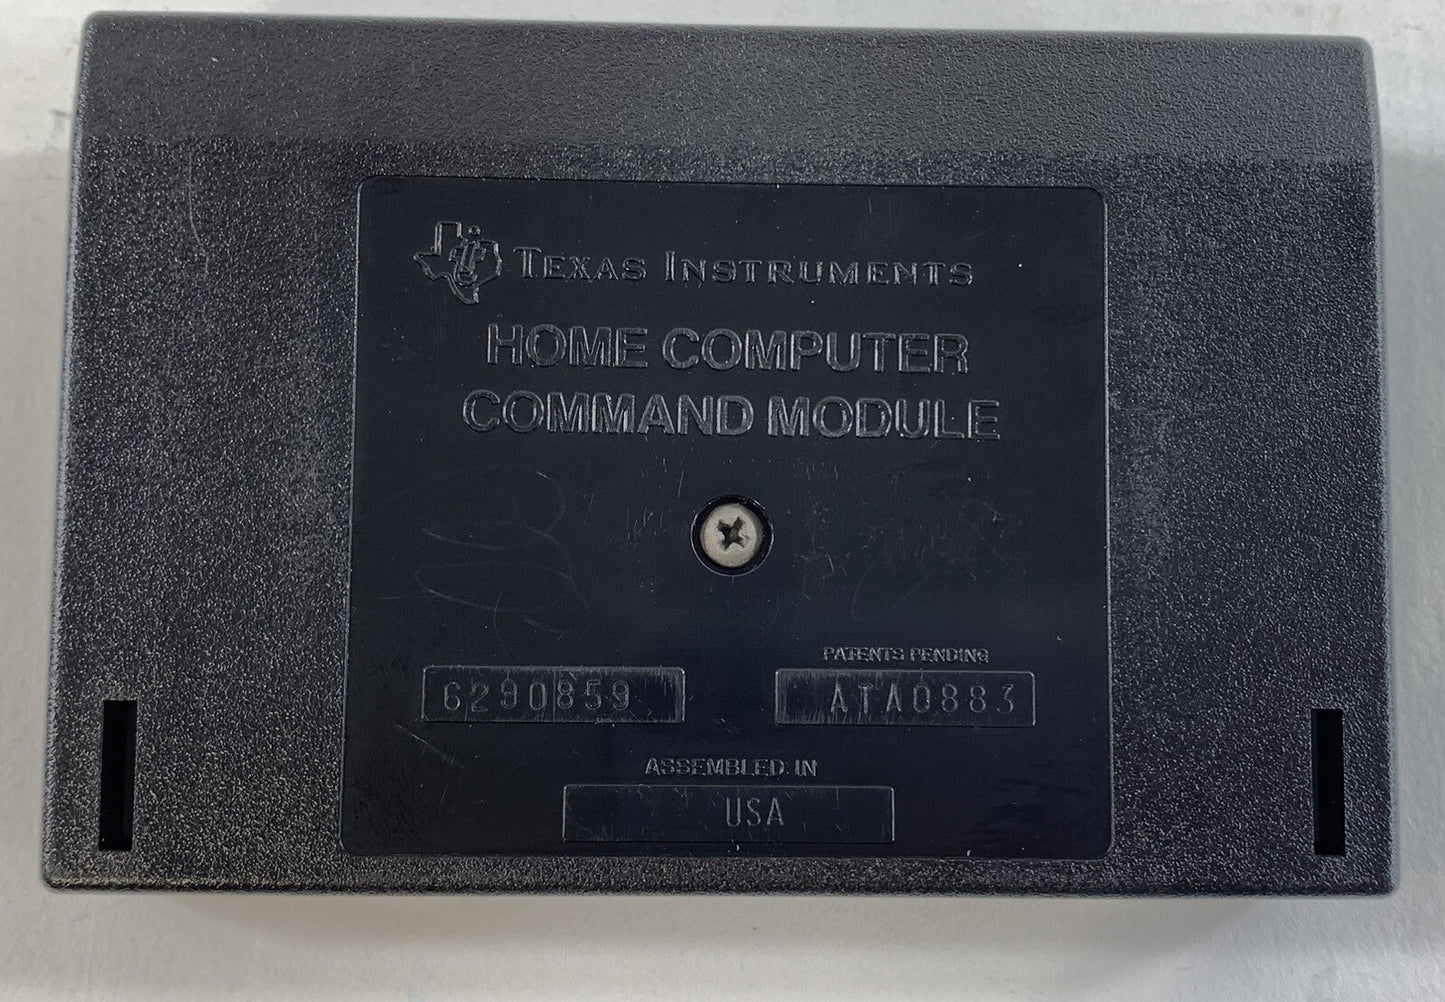 TEXAS INSTRUMENTS
HOME COMPUTER
COMMAND MODULE
PATENTS PENDING
6290859
ATA0883
ASSEMBLED IN
USA